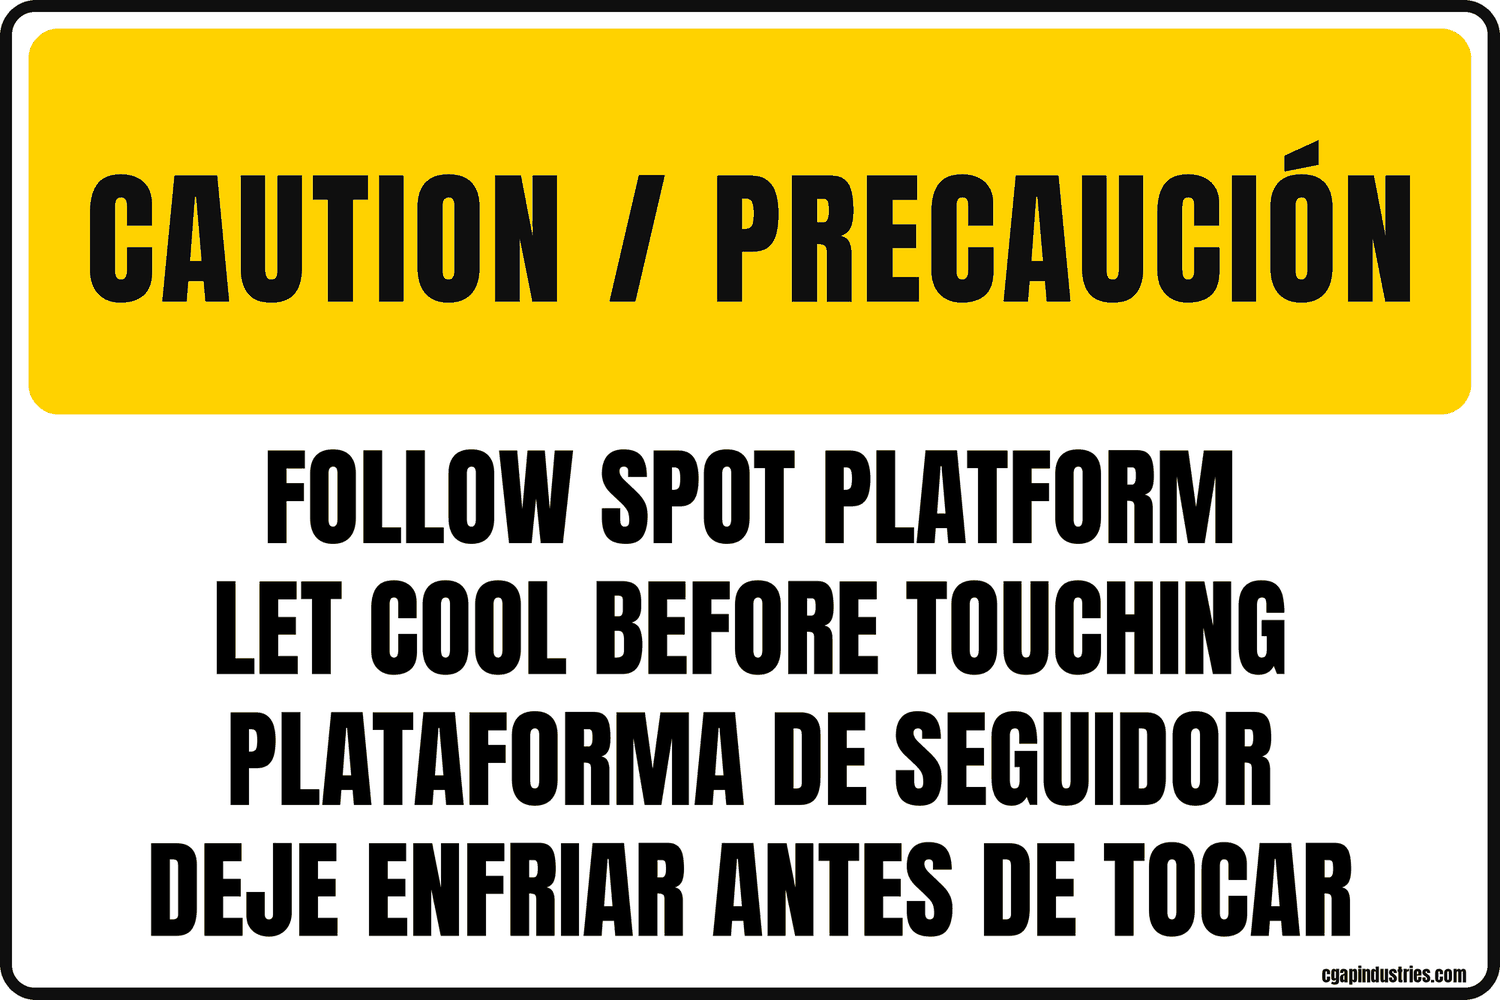 CAUTION / PRECAUCIÓN
FOLLOW SPOT PLATFORM
LET COOL BEFORE TOUCHING
PLATAFORMA DE SEGUIDOR
DEJE ENFRIAR ANTES DE TOCAR
cgapindustries.com